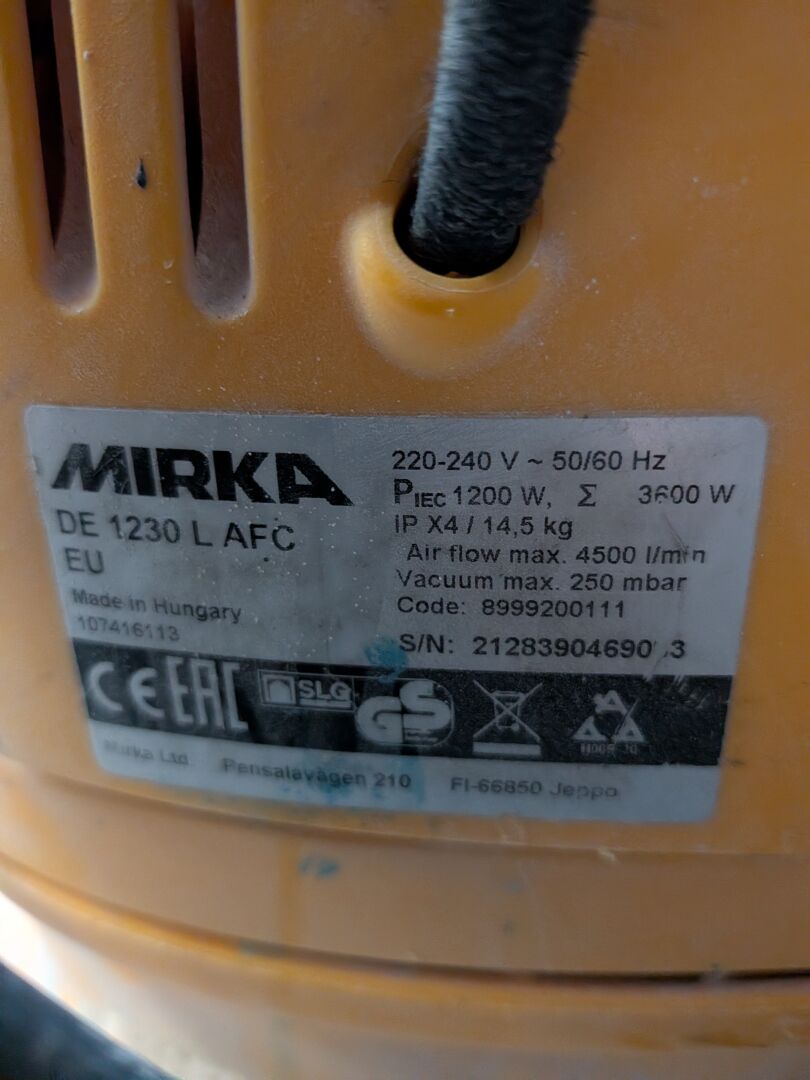 MIRKA
DE 1230 L AFC
EU
Made in Hungary
107416113
220-240 V ~ 50/60 Hz
PIEC 1200 W, Σ 3600 W
IP X4 / 14,5 kg
Air flow max. 4500 l/min
Vacuum max. 250 mbar
Code: 8999200111
S/N:
CE EAC SLG GS
Mirka Ltd. Pensalavägen 210 FI-66850 Jeppo